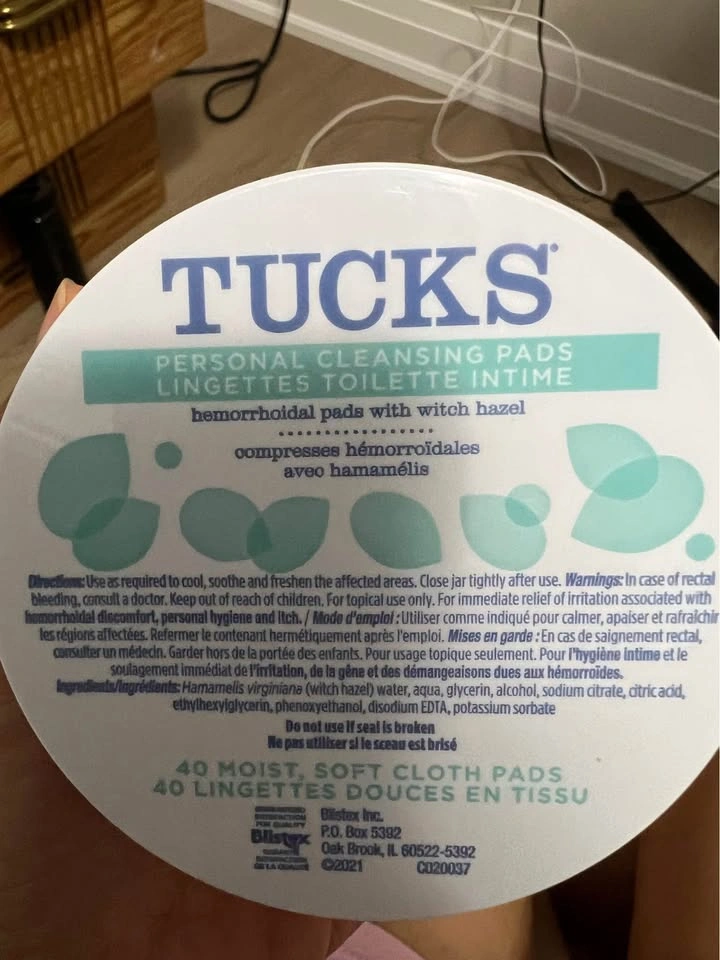 TUCKS®
PERSONAL CLEANSING PADS
LINGETTES TOILETTE INTIME
hemorrhoidal pads with witch hazel
compresses hémorroïdales
avec hamamélis
Directions: Use as required to cool, soothe and freshen the affected areas. Close jar tightly after use. Warnings: In case of rectal
bleeding, consult a doctor. Keep out of reach of children. For topical use only. For immediate relief of irritation associated with
hemorrhoidal discomfort, personal hygiene and itch. / Mode d'emploi : Utiliser comme indiqué pour calmer, apaiser et rafraîchir
les régions affectées. Refermer le contenant hermétiquement après l'emploi. Mises en garde : En cas de saignement rectal,
consulter un médecin. Garder hors de la portée des enfants. Pour usage topique seulement. Pour l'hygiène intime et le
soulagement immédiat de l'irritation, de la gêne et des démangeaisons dues aux hémorroïdes.
Ingredients/Ingrédients: Hamamelis virginiana (witch hazel) water, aqua, glycerin, alcohol, sodium citrate, citric acid,
ethylhexylglycerin, phenoxyethanol, disodium EDTA, potassium sorbate
Do not use if seal is broken
Ne pas utiliser si le sceau est brisé
40 MOIST, SOFT CLOTH PADS
40 LINGETTES DOUCES EN TISSU
GUARANTEED
SATISFACTION
FOR QUALITY
Blistex
GARANTIE
SATISFACTION
DE LA QUALITÉ
Blistex Inc.
P.O. Box 5392
Oak Brook, IL 60522-5392
©2021 C020037